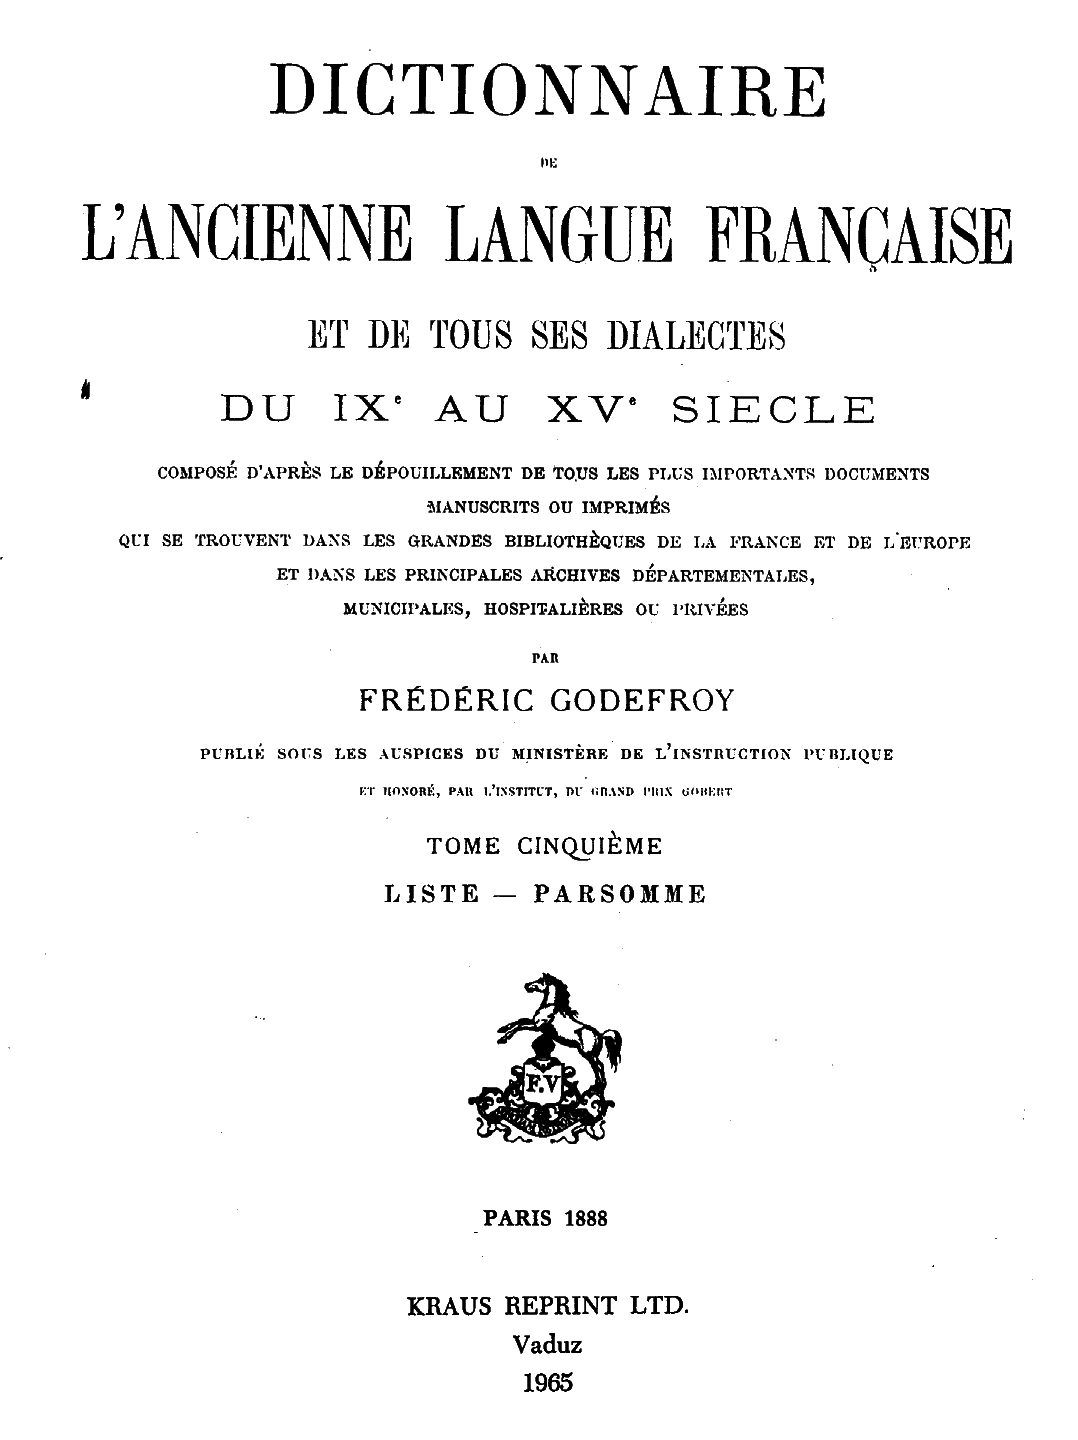 DICTIONNAIRE
DE
L'ANCIENNE LANGUE FRANÇAISE
ET DE TOUS SES DIALECTES
DU IXe AU XVe SIECLE
COMPOSÉ D'APRÈS LE DÉPOUILLEMENT DE TOUS LES PLUS IMPORTANTS DOCUMENTS
MANUSCRITS OU IMPRIMÉS
QUI SE TROUVENT DANS LES GRANDES BIBLIOTHÈQUES DE LA FRANCE ET DE L'EUROPE
ET DANS LES PRINCIPALES ARCHIVES DÉPARTEMENTALES,
MUNICIPALES, HOSPITALIÈRES OU PRIVÉES
PAR
FRÉDÉRIC GODEFROY
PUBLIÉ SOUS LES AUSPICES DU MINISTÈRE DE L'INSTRUCTION PUBLIQUE
ET HONORÉ, PAR L'INSTITUT, DU GRAND PRIX GOBERT
TOME CINQUIÈME
LISTE — PARSOMME
F.V
PARIS 1888
KRAUS REPRINT LTD.
Vaduz
1965